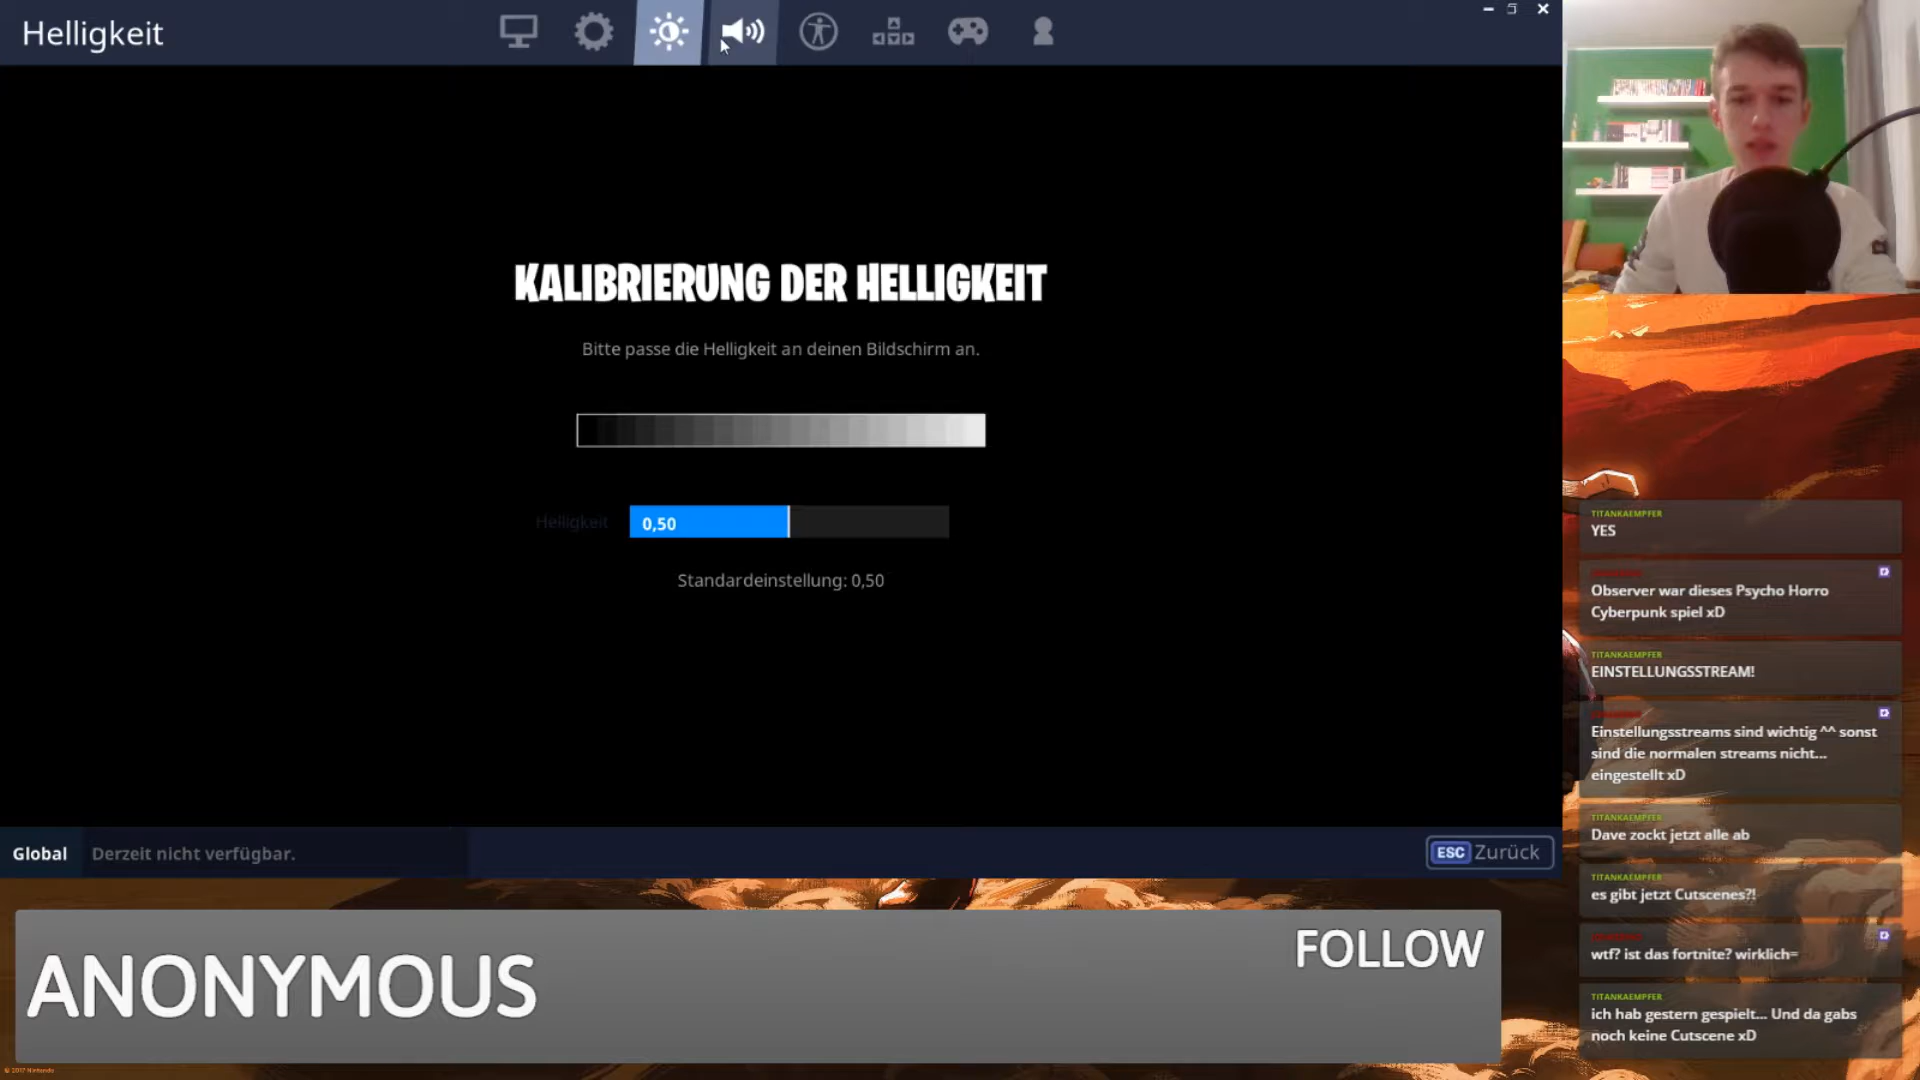 Helligkeit
KALIBRIERUNG DER HELLIGKEIT
Bitte passe die Helligkeit an deinen Bildschirm an.
Helligkeit
0,50
Standardeinstellung: 0,50
Global
Derzeit nicht verfügbar.
ESC Zurück
ANONYMOUS
FOLLOW
© 2017 Nintendo
TITANKAEMPFER
YES
Observer war dieses Psycho Horro
Cyberpunk spiel xD
TITANKAEMPFER
EINSTELLUNGSSTREAM!
Einstellungsstreams sind wichtig ^^ sonst
sind die normalen streams nicht...
eingestellt xD
TITANKAEMPFER
Dave zockt jetzt alle ab
TITANKAEMPFER
es gibt jetzt Cutscenes?!
wtf? ist das fortnite? wirklich=
TITANKAEMPFER
ich hab gestern gespielt... Und da gabs
noch keine Cutscene xD